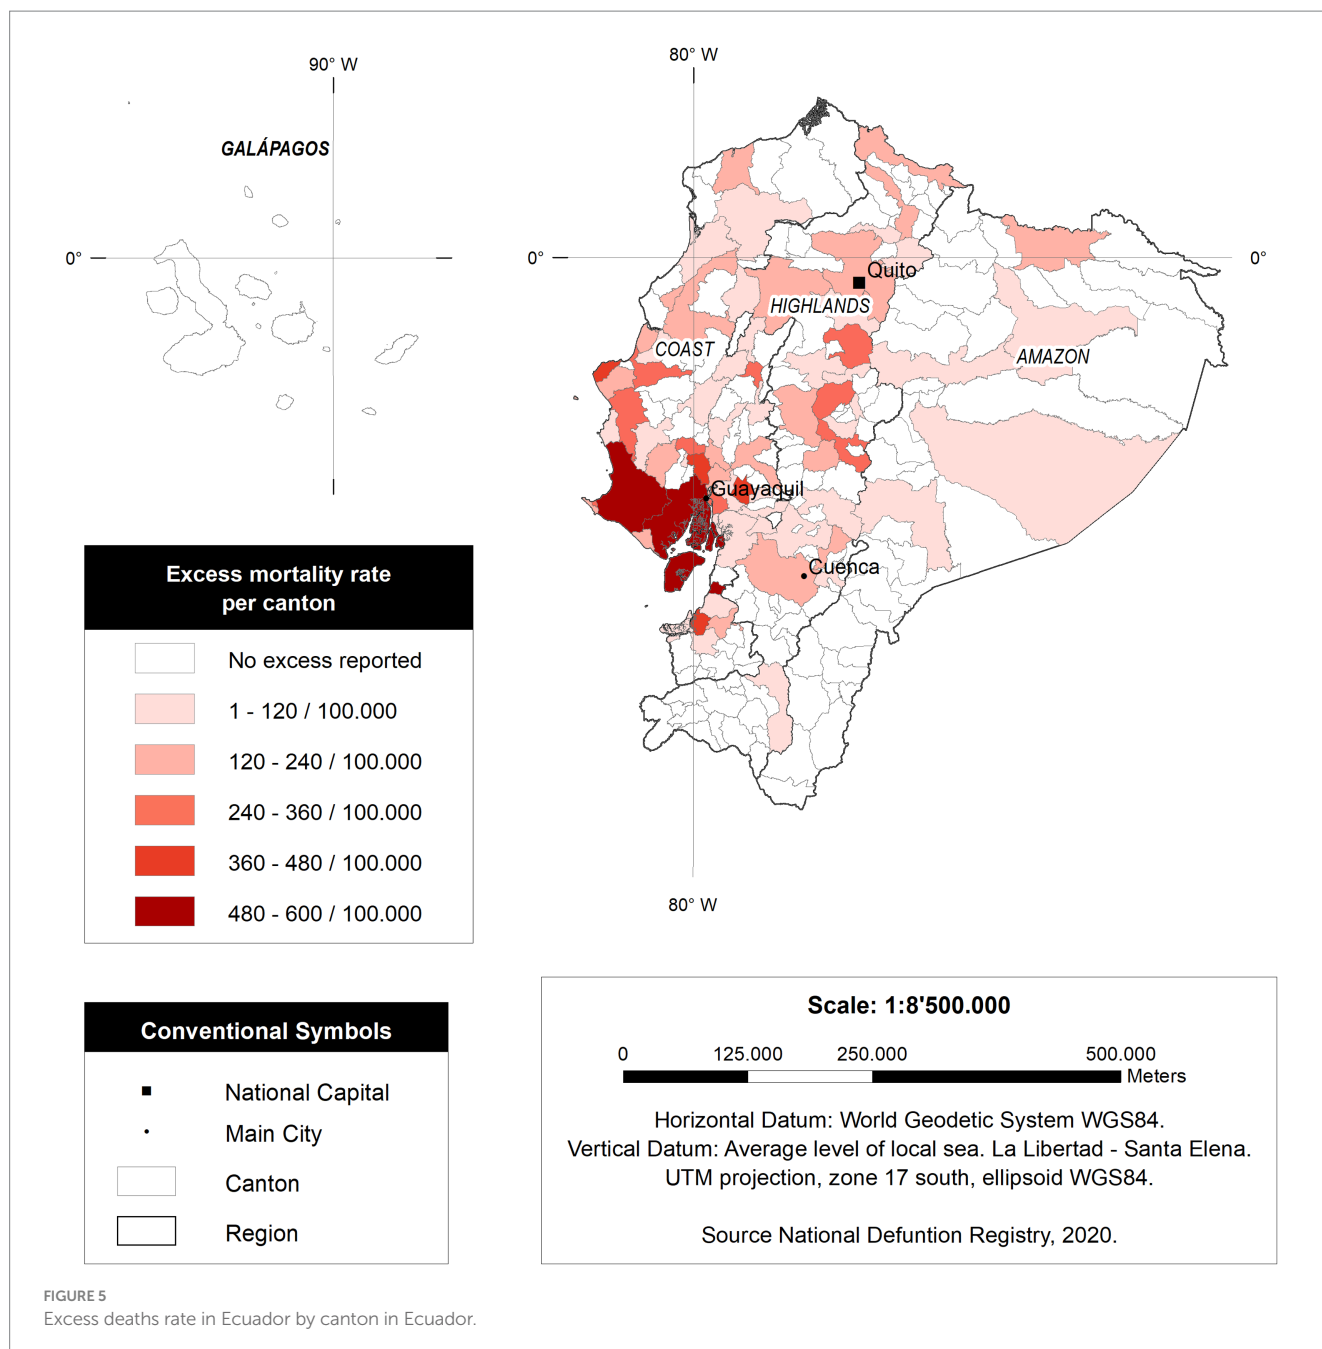 90° W
80° W
GALÁPAGOS
0°
0°
0°
Quito
HIGHLANDS
COAST
AMAZON
Guayaquil
Cuenca
80° W
Excess mortality rate
per canton
No excess reported
1 - 120 / 100.000
120 - 240 / 100.000
240 - 360 / 100.000
360 - 480 / 100.000
480 - 600 / 100.000
Conventional Symbols
National Capital
Main City
Canton
Region
Scale: 1:8'500.000
0 125.000 250.000 500.000
Meters
Horizontal Datum: World Geodetic System WGS84.
Vertical Datum: Average level of local sea. La Libertad - Santa Elena.
UTM projection, zone 17 south, ellipsoid WGS84.
Source National Defuntion Registry, 2020.
FIGURE 5
Excess deaths rate in Ecuador by canton in Ecuador.